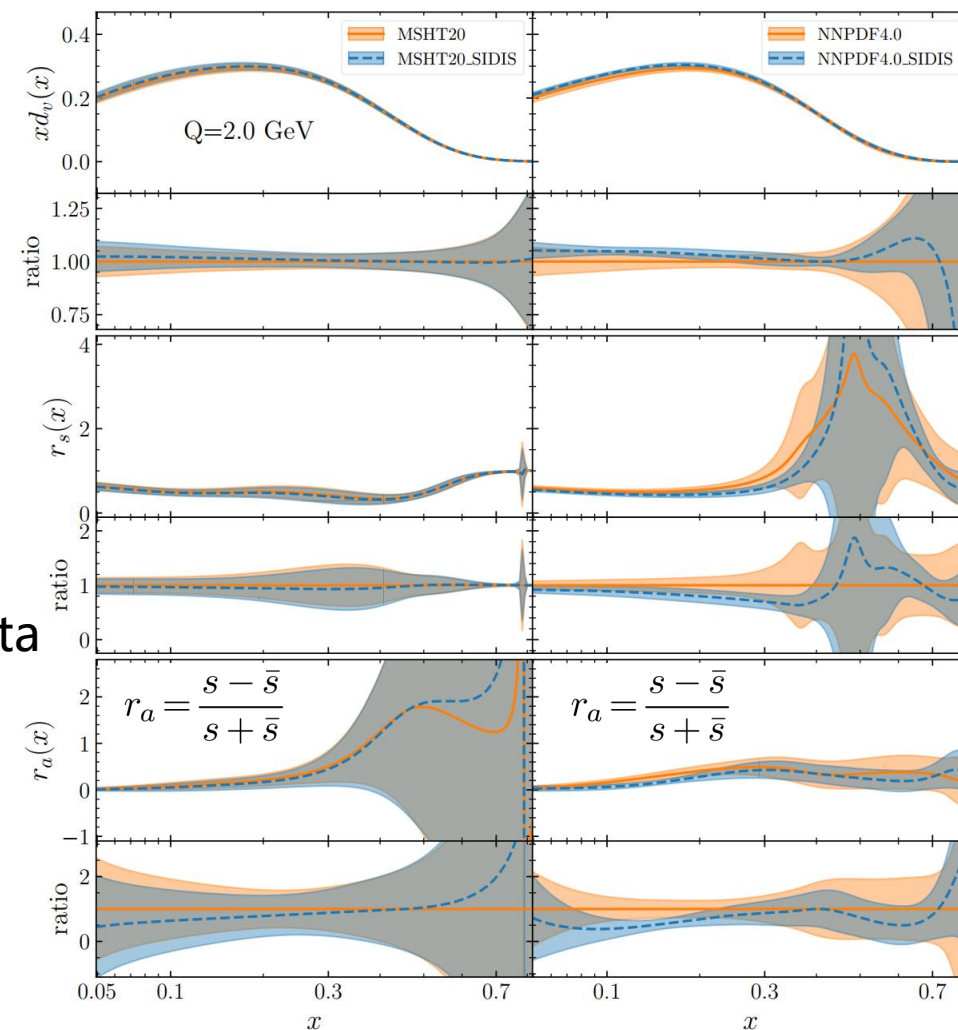 MSHT20
MSHT20_SIDIS
NNPDF4.0
NNPDF4.0_SIDIS
Q=2.0 GeV
xd_v(x)
0.4
0.2
0.0
ratio
1.25
1.00
0.75
r_s(x)
4
2
0
ratio
2
1
0
ta
r_a = (s − s̄)/(s + s̄)
r_a = (s − s̄)/(s + s̄)
r_a(x)
2
1
0
−1
ratio
2
0
0.05 0.1 0.3 0.7 0.1 0.3 0.7
x x